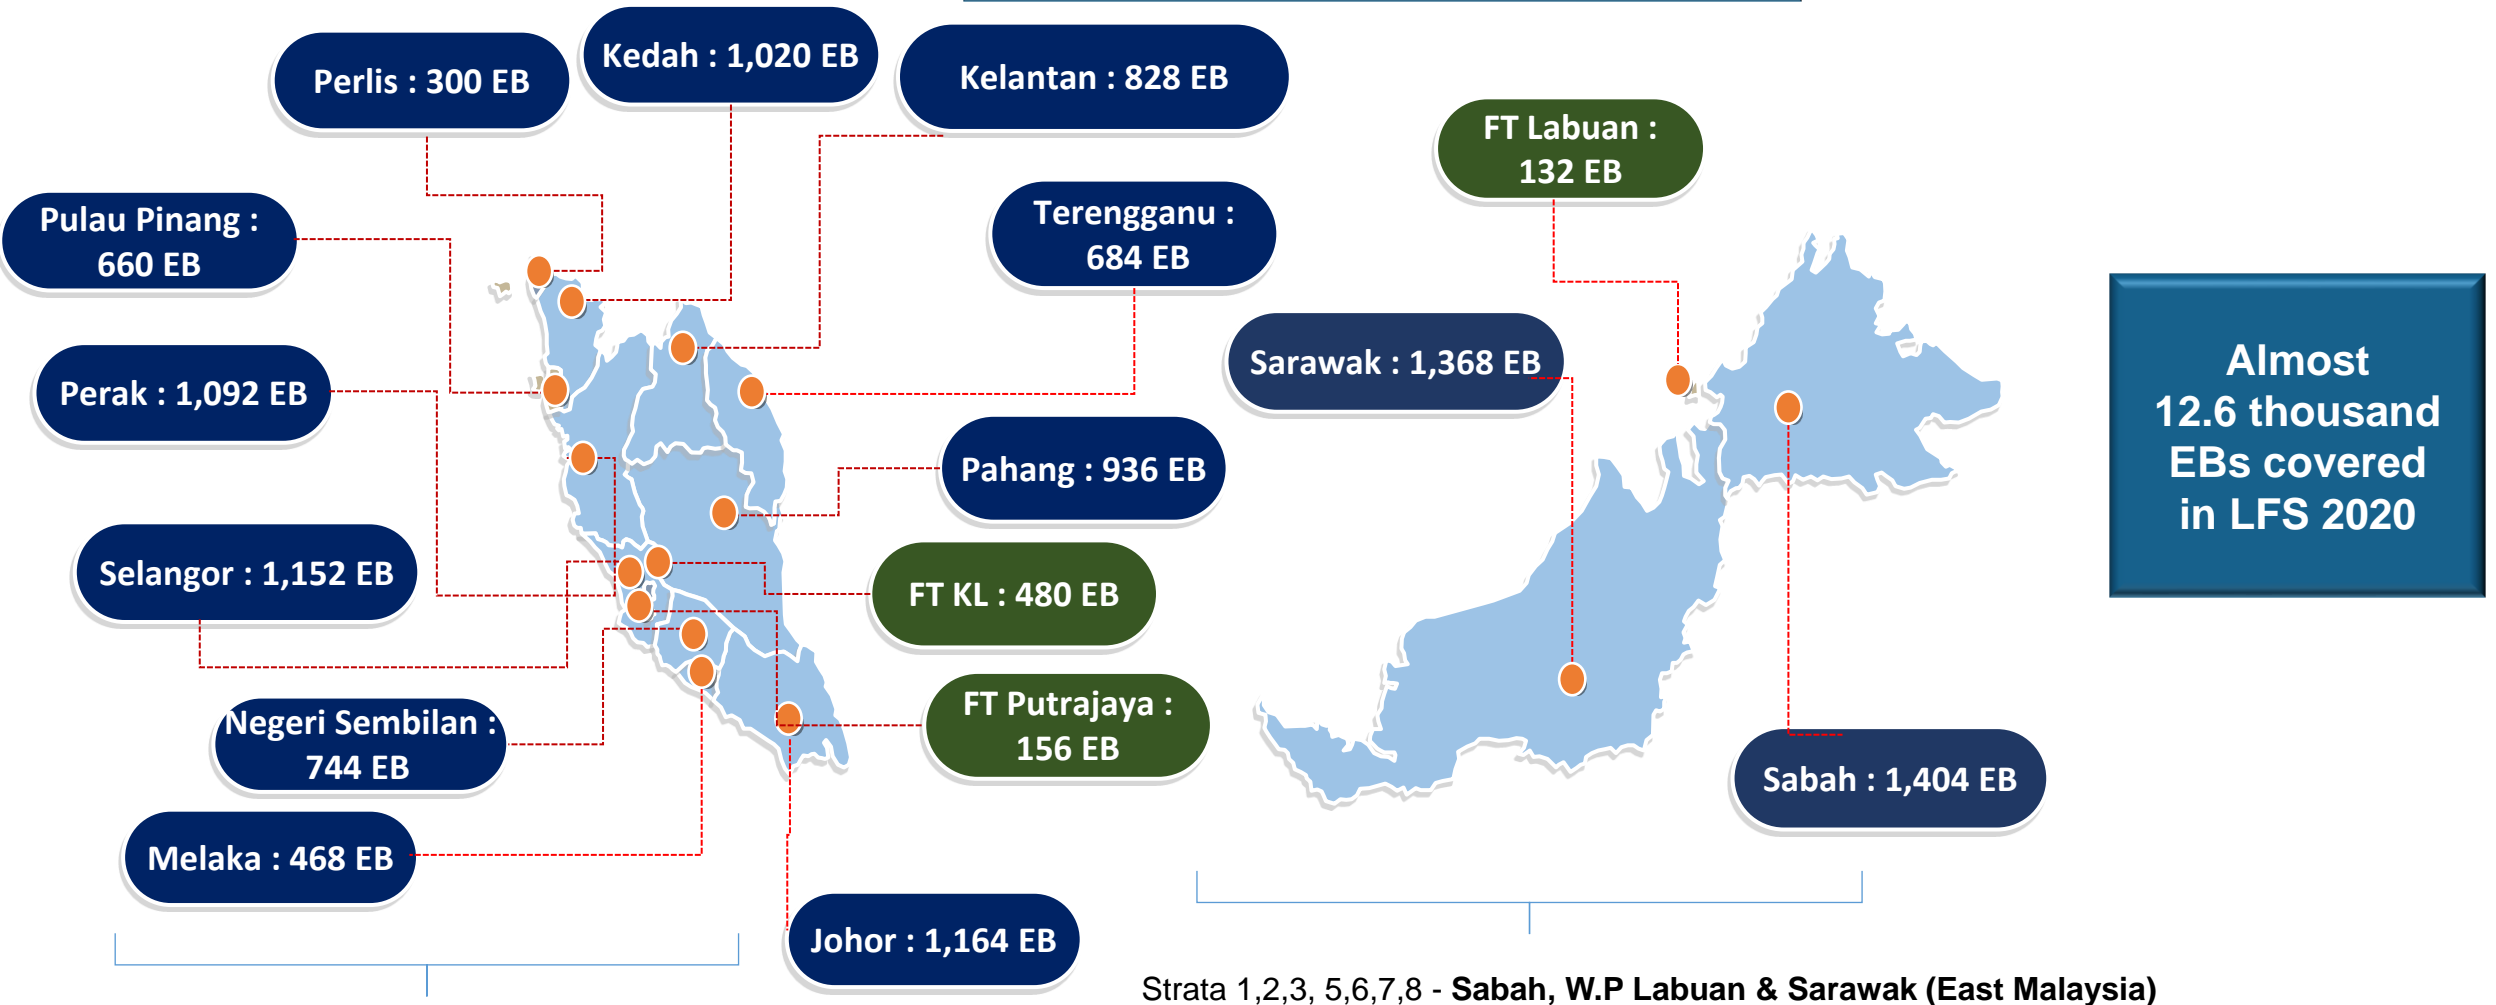 Perlis : 300 EB
Kedah : 1,020 EB
Kelantan : 828 EB
FT Labuan :
132 EB
Pulau Pinang :
660 EB
Terengganu :
684 EB
Sarawak : 1,368 EB
Perak : 1,092 EB
Almost
12.6 thousand
EBs covered
in LFS 2020
Pahang : 936 EB
Selangor : 1,152 EB
FT KL : 480 EB
FT Putrajaya :
156 EB
Negeri Sembilan :
744 EB
Sabah : 1,404 EB
Melaka : 468 EB
Johor : 1,164 EB
Strata 1,2,3, 5,6,7,8 - Sabah, W.P Labuan & Sarawak (East Malaysia)